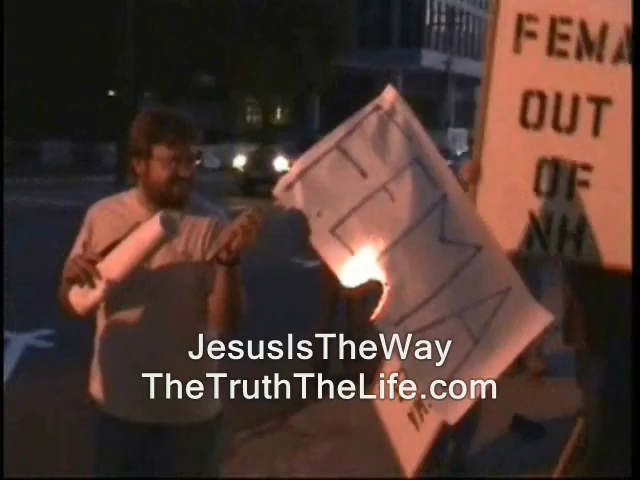 FEMA
OUT
OF
NH
FEMA
JesusIsTheWay
TheTruthTheLife.com